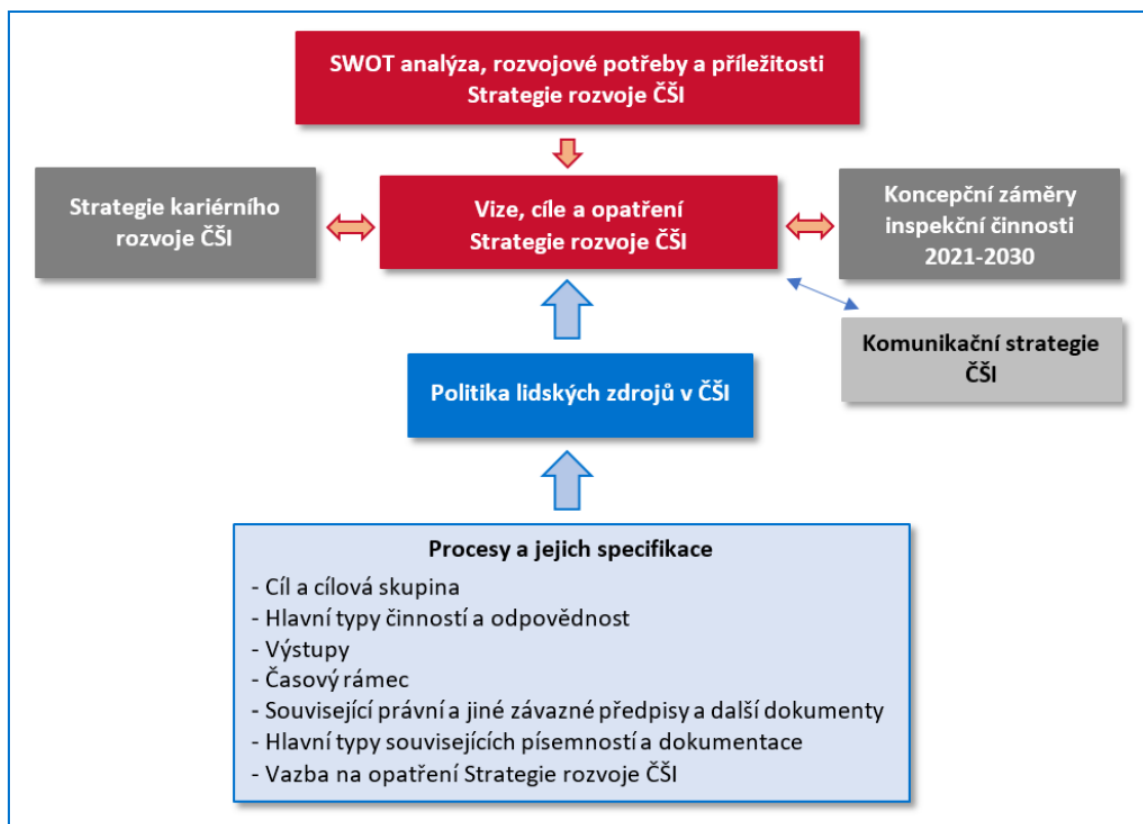 SWOT analýza, rozvojové potřeby a příležitosti
Strategie rozvoje ČŠI
Strategie kariérního
rozvoje ČŠI
Vize, cíle a opatření
Strategie rozvoje ČŠI
Koncepční záměry
inspekční činnosti
2021-2030
Komunikační strategie
ČŠI
Politika lidských zdrojů v ČŠI
Procesy a jejich specifikace
- Cíl a cílová skupina
- Hlavní typy činností a odpovědnost
- Výstupy
- Časový rámec
- Související právní a jiné závazné předpisy a další dokumenty
- Hlavní typy souvisejících písemností a dokumentace
- Vazba na opatření Strategie rozvoje ČŠI